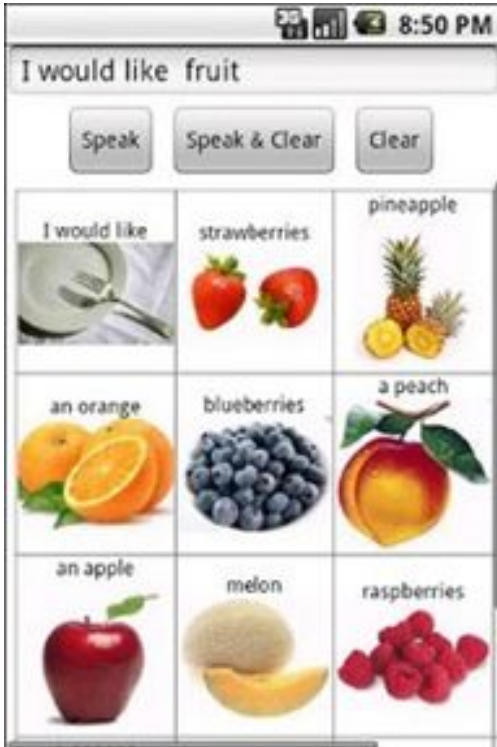 8:50 PM
I would like fruit
Speak Speak & Clear Clear
I would like strawberries pineapple
an orange blueberries a peach
an apple melon raspberries